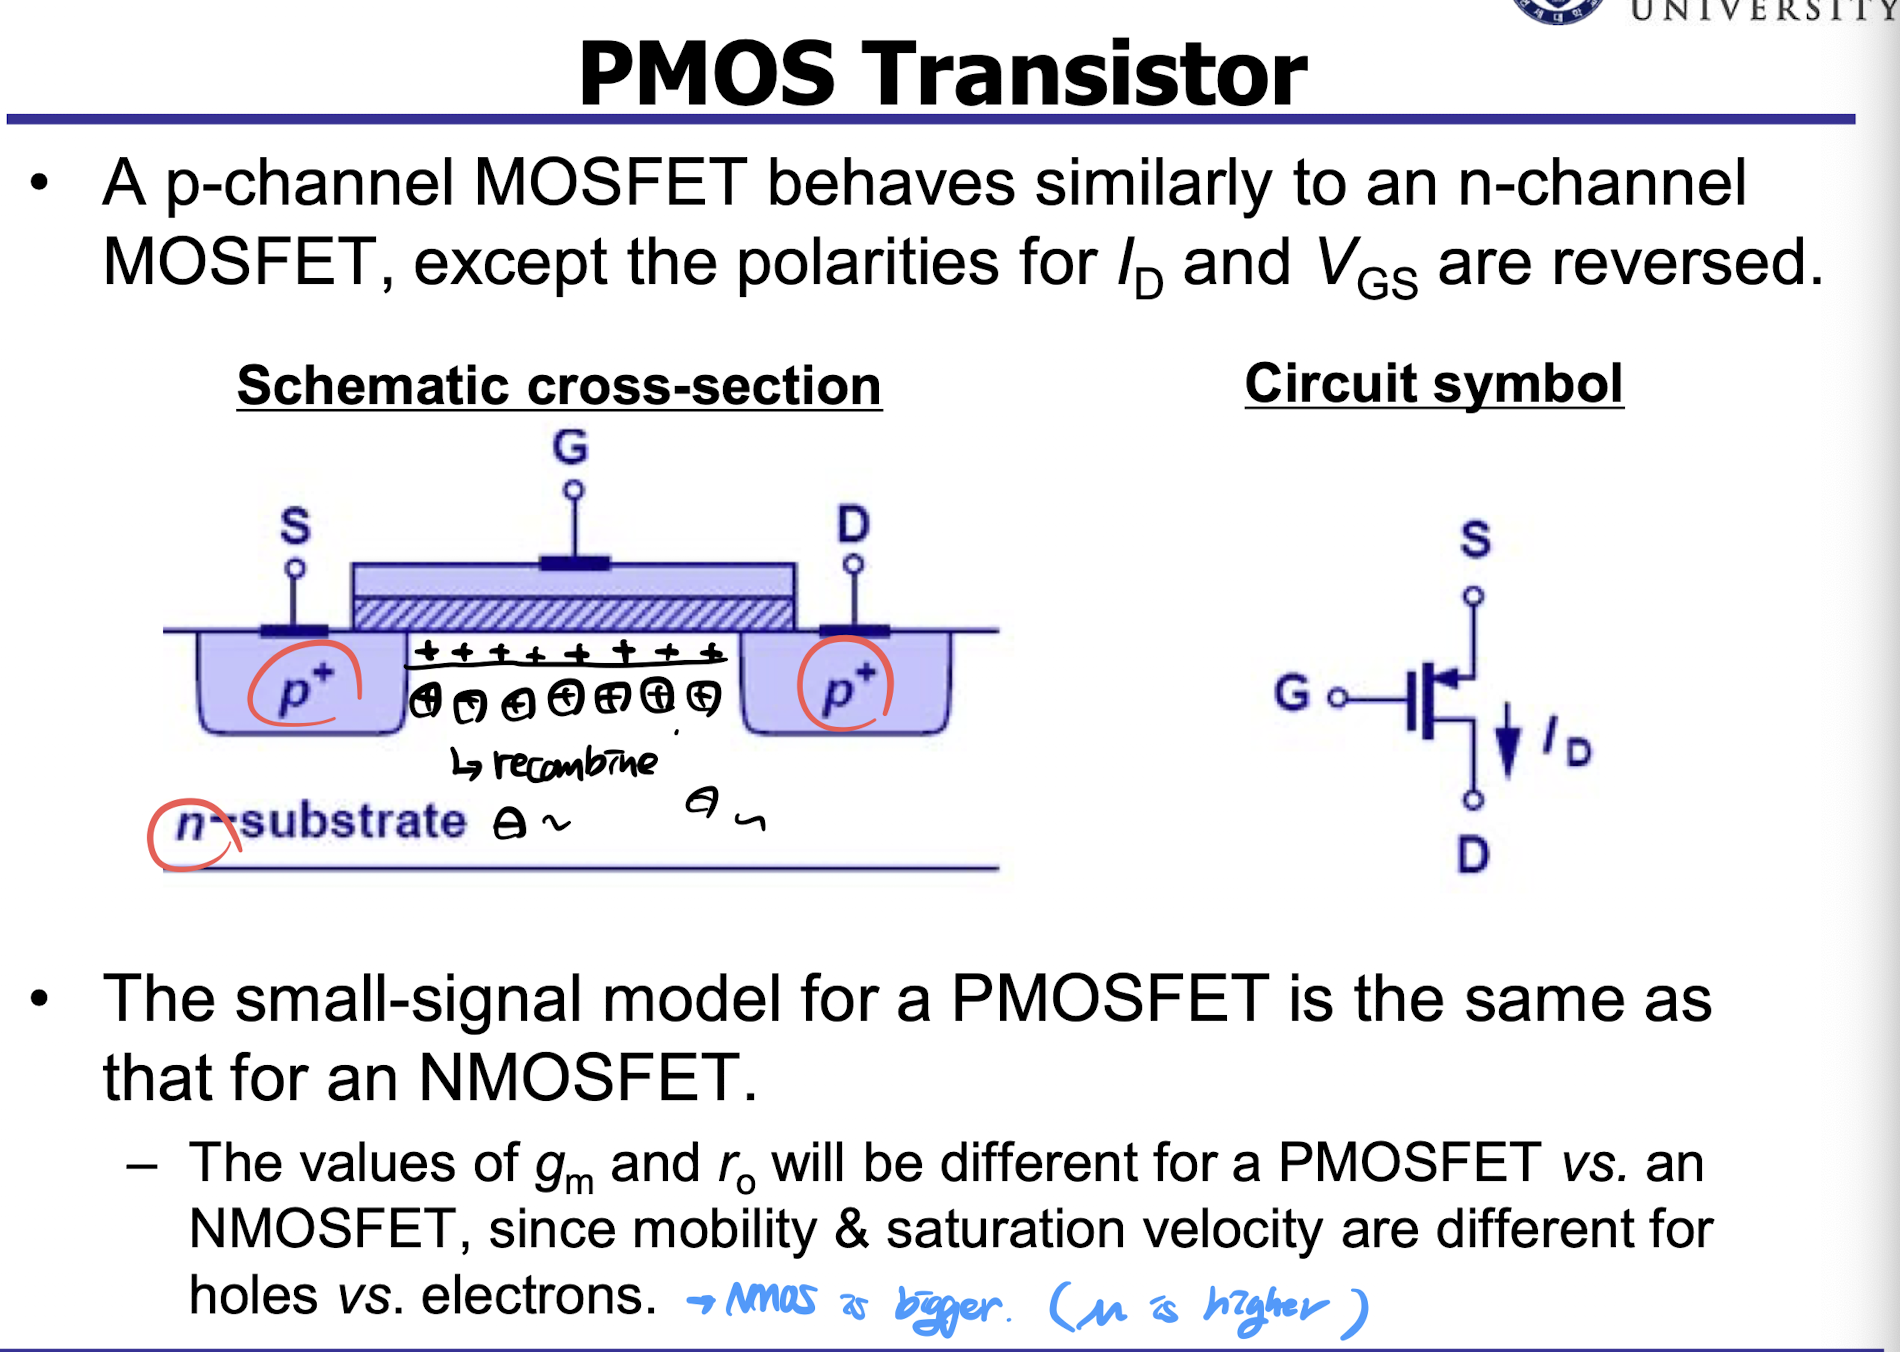 UNIVERSITY
PMOS Transistor
• A p-channel MOSFET behaves similarly to an n-channel
MOSFET, except the polarities for I_D and V_GS are reversed.
Schematic cross-section
Circuit symbol
G
S
D
p+
+ + + + + + + +
p+
⊕ ⊕ ⊕ ⊕ ⊕ ⊕ ⊕
↳ recombine
n-substrate ⊖ ~ ⊖ ~
S
G
I_D
D
• The small-signal model for a PMOSFET is the same as
that for an NMOSFET.
– The values of g_m and r_o will be different for a PMOSFET vs. an
NMOSFET, since mobility & saturation velocity are different for
holes vs. electrons. → NMOS is bigger. (μ is higher)